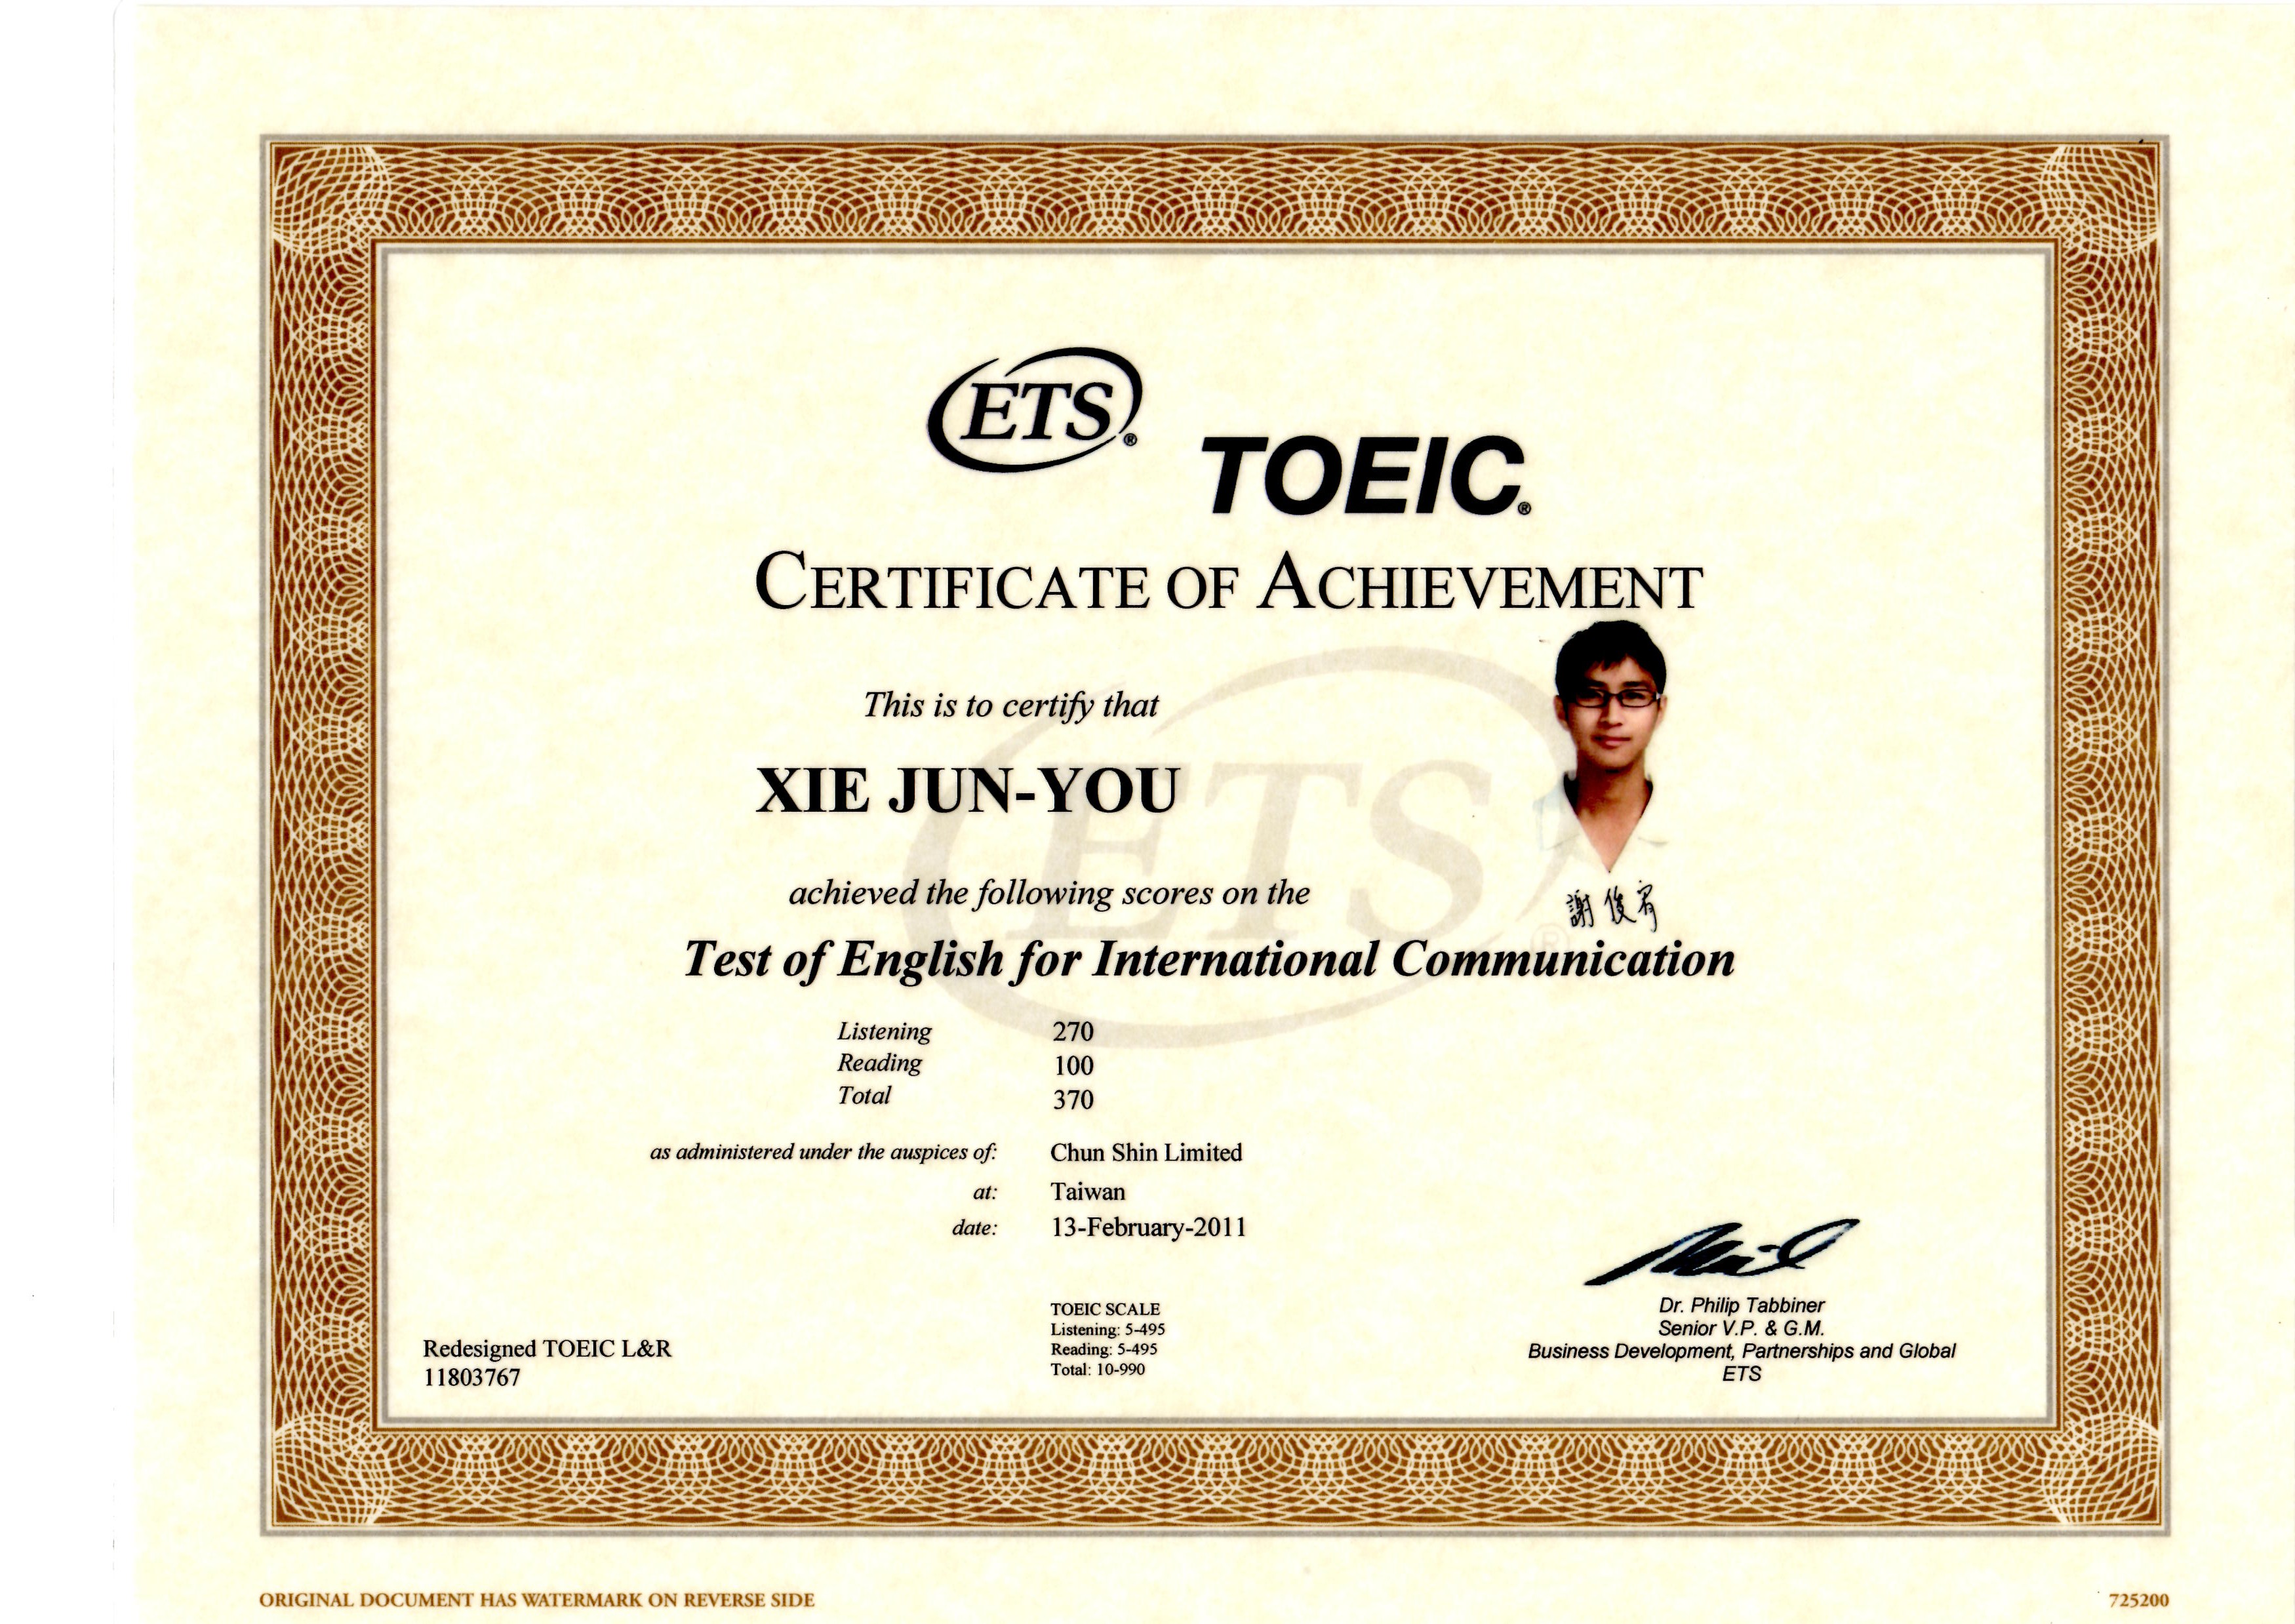 ETS®
TOEIC®
CERTIFICATE OF ACHIEVEMENT
This is to certify that
XIE JUN-YOU
achieved the following scores on the
謝俊宥
Test of English for International Communication
Listening 270
Reading 100
Total 370
as administered under the auspices of: Chun Shin Limited
at: Taiwan
date: 13-February-2011
TOEIC SCALE
Listening: 5-495
Reading: 5-495
Total: 10-990
Redesigned TOEIC L&R
11803767
Dr. Philip Tabbiner
Senior V.P. & G.M.
Business Development, Partnerships and Global
ETS
ETS®
ORIGINAL DOCUMENT HAS WATERMARK ON REVERSE SIDE
725200